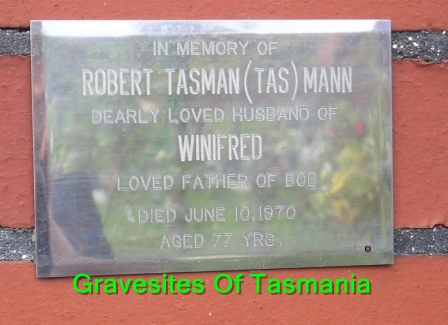 IN MEMORY OF
ROBERT TASMAN (TAS) MANN
DEARLY LOVED HUSBAND OF
WINIFRED
LOVED FATHER OF BOB
DIED JUNE 10, 1970
AGED 77 YRS.
Gravesites Of Tasmania